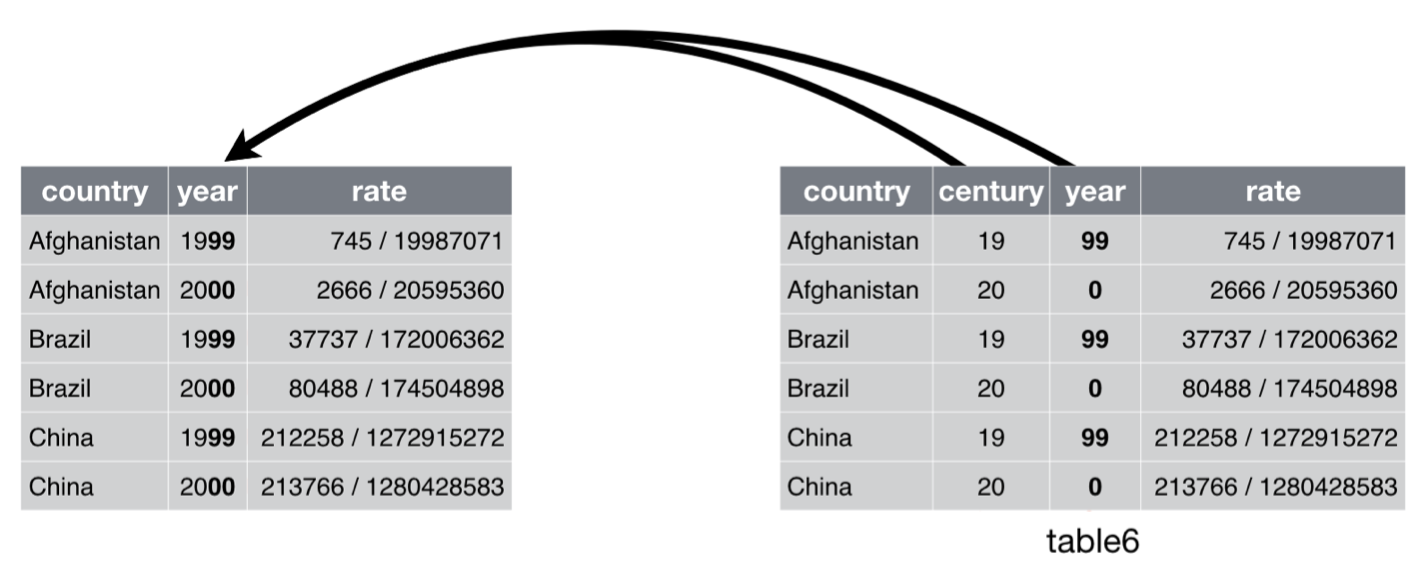 country year rate
Afghanistan 1999 745 / 19987071
Afghanistan 2000 2666 / 20595360
Brazil 1999 37737 / 172006362
Brazil 2000 80488 / 174504898
China 1999 212258 / 1272915272
China 2000 213766 / 1280428583
country century year rate
Afghanistan 19 99 745 / 19987071
Afghanistan 20 0 2666 / 20595360
Brazil 19 99 37737 / 172006362
Brazil 20 0 80488 / 174504898
China 19 99 212258 / 1272915272
China 20 0 213766 / 1280428583
table6